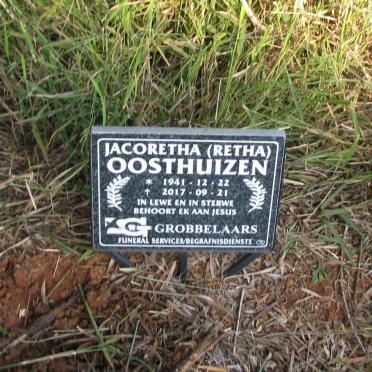 JACORETHA (RETHA)
OOSTHUIZEN
* 1941 - 12 - 22
† 2017 - 09 - 21
IN LEWE EN IN STERWE
BEHOORT EK AAN JESUS
GROBBELAARS
FUNERAL SERVICES/BEGRAFNISDIENSTE